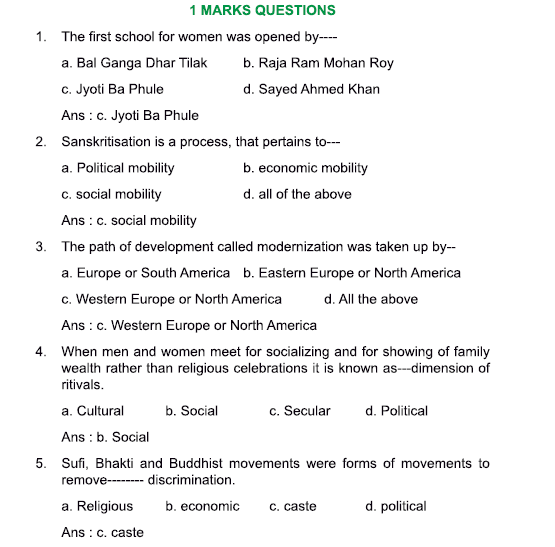 1 MARKS QUESTIONS
1. The first school for women was opened by----
a. Bal Ganga Dhar Tilak b. Raja Ram Mohan Roy
c. Jyoti Ba Phule d. Sayed Ahmed Khan
Ans : c. Jyoti Ba Phule
2. Sanskritisation is a process, that pertains to---
a. Political mobility b. economic mobility
c. social mobility d. all of the above
Ans : c. social mobility
3. The path of development called modernization was taken up by--
a. Europe or South America b. Eastern Europe or North America
c. Western Europe or North America d. All the above
Ans : c. Western Europe or North America
4. When men and women meet for socializing and for showing of family
wealth rather than religious celebrations it is known as---dimension of
ritivals.
a. Cultural b. Social c. Secular d. Political
Ans : b. Social
5. Sufi, Bhakti and Buddhist movements were forms of movements to
remove-------- discrimination.
a. Religious b. economic c. caste d. political
Ans : c. caste